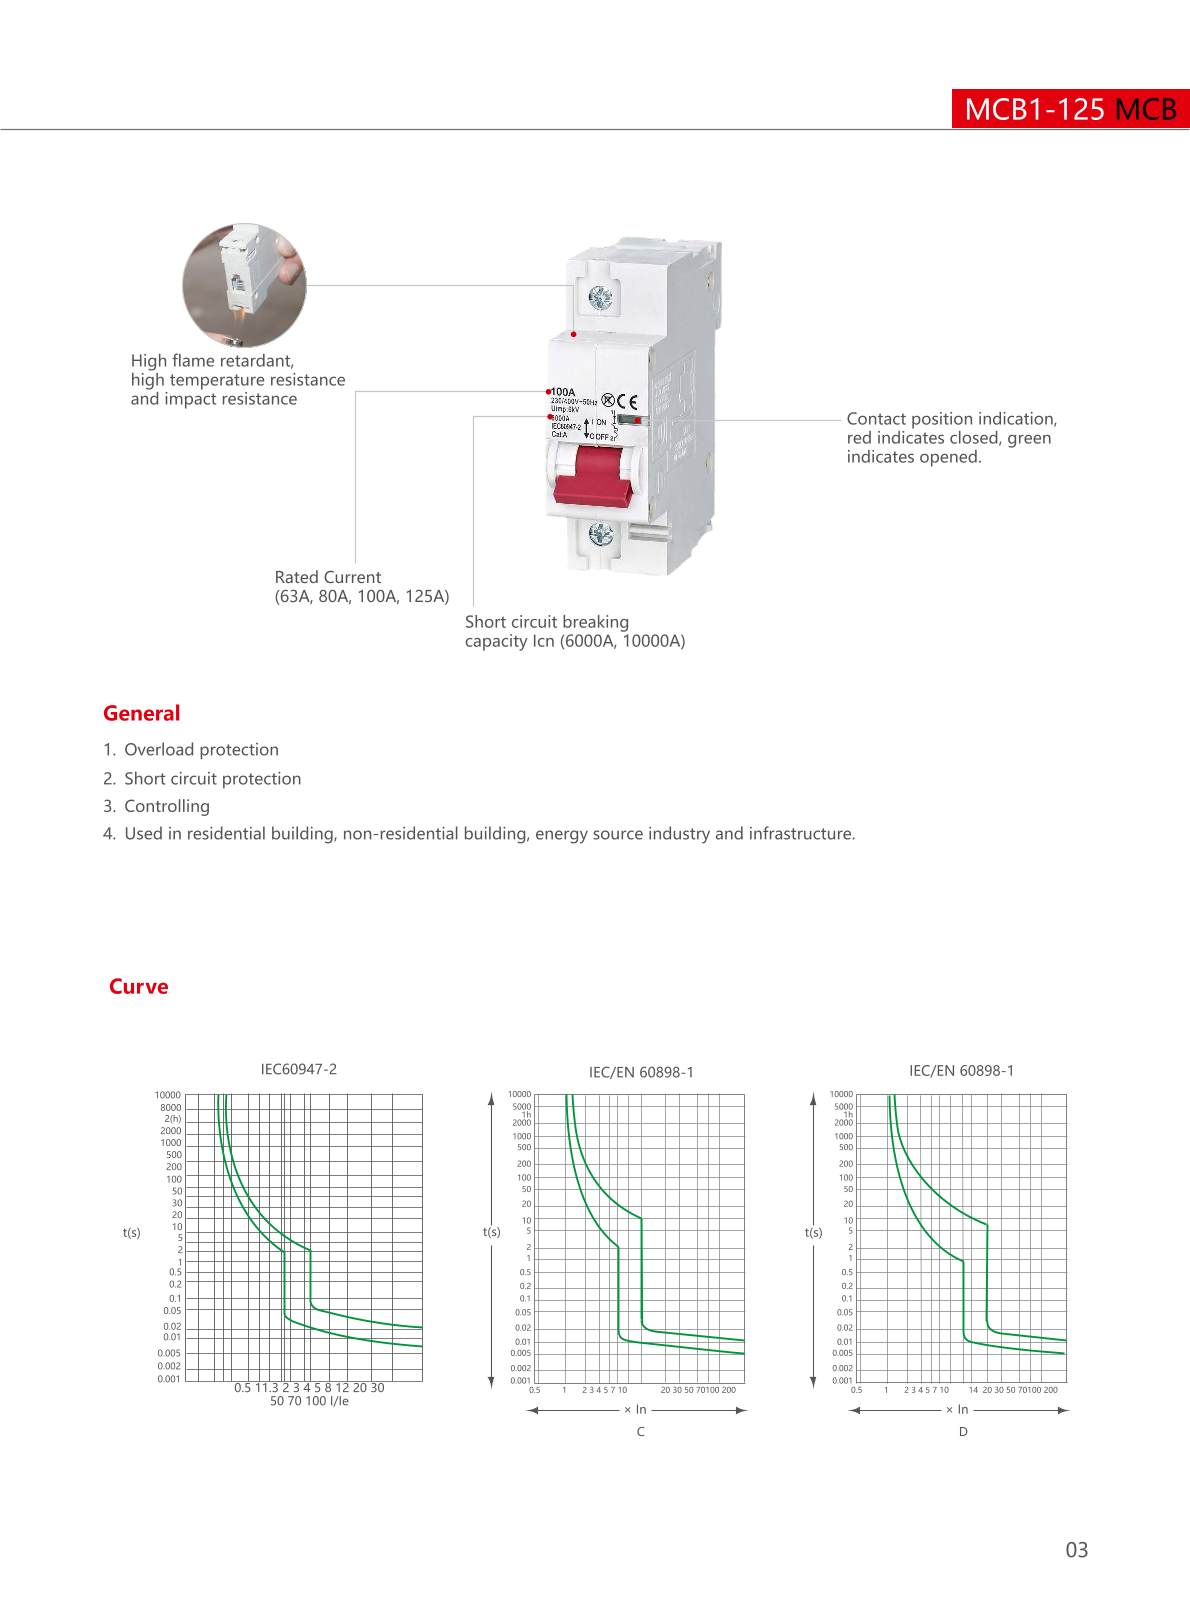 MCB1-125 MCB
High flame retardant,
high temperature resistance
and impact resistance
100A
230/400V~50Hz
Uimp.6kV
6000A
IEC60947-2
Cat.A
I ON
O OFF
CE
Contact position indication,
red indicates closed, green
indicates opened.
Rated Current
(63A, 80A, 100A, 125A)
Short circuit breaking
capacity Icn (6000A, 10000A)
General
1. Overload protection
2. Short circuit protection
3. Controlling
4. Used in residential building, non-residential building, energy source industry and infrastructure.
Curve
IEC60947-2
10000
8000
2(h)
2000
1000
500
200
100
50
30
20
10
5
2
1
0.5
0.2
0.1
0.05
0.02
0.01
0.005
0.002
0.001
t(s)
0.5 11.3 2 3 4 5 8 12 20 30
50 70 100 I/Ie
IEC/EN 60898-1
10000
5000
1h
2000
1000
500
200
100
50
20
10
5
2
1
0.5
0.2
0.1
0.05
0.02
0.01
0.005
0.002
0.001
t(s)
0.5 1 2 3 4 5 7 10 20 30 50 70100 200
× In
C
IEC/EN 60898-1
10000
5000
1h
2000
1000
500
200
100
50
20
10
5
2
1
0.5
0.2
0.1
0.05
0.02
0.01
0.005
0.002
0.001
t(s)
0.5 1 2 3 4 5 7 10 14 20 30 50 70100 200
× In
D
03